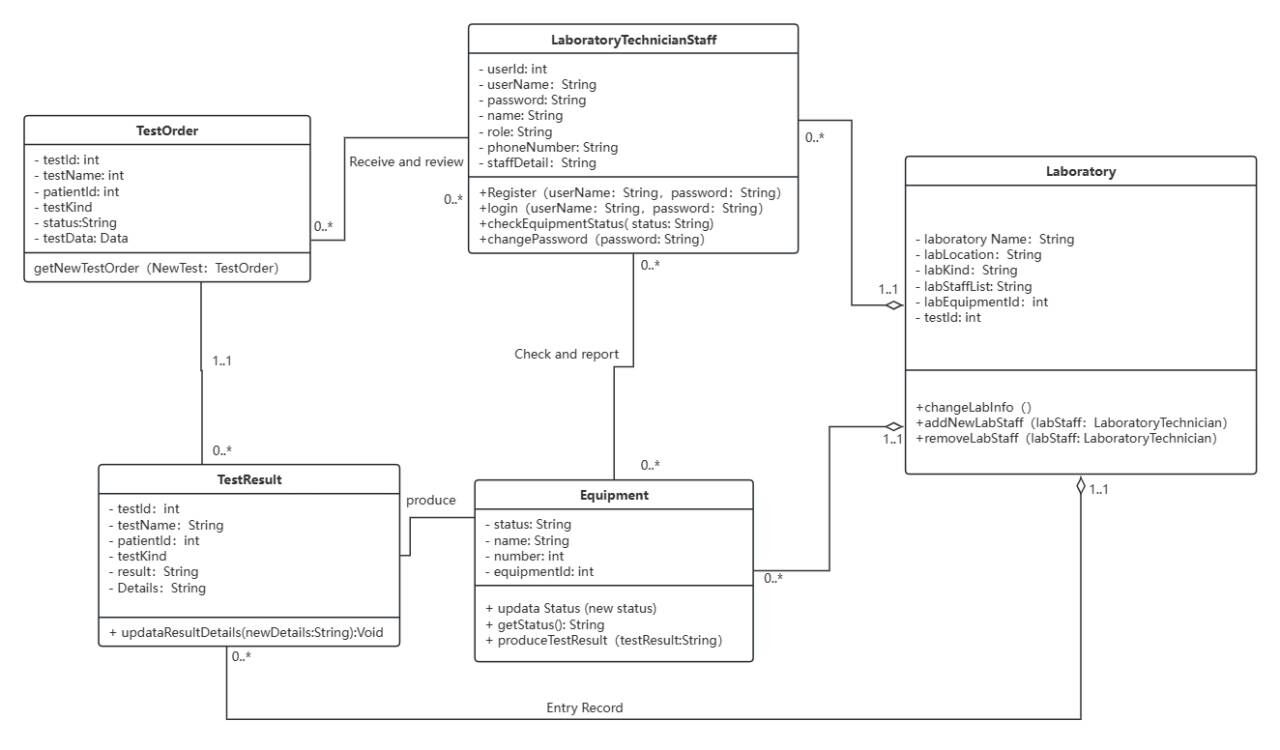 LaboratoryTechnicianStaff
- userId: int
- userName： String
- password: String
- name: String
- role: String
- phoneNumber: String
- staffDetail： String
+Register（userName： String， password： String）
+login（userName： String， password： String）
+checkEquipmentStatus( status: String)
+changePassword（password: String）
TestOrder
- testId: int
- testName: int
- patientId: int
- testKind
- status:String
- testData: Data
getNewTestOrder（NewTest： TestOrder）
Receive and review
0..*
0..*
0..*
Laboratory
- laboratory Name： String
- labLocation： String
- labKind： String
- labStaffList: String
- labEquipmentId： int
- testId: int
+changeLabInfo（）
+addNewLabStaff（labStaff： LaboratoryTechnician）
+removeLabStaff（labStaff: LaboratoryTechnician）
1..1
1..1
1..1
0..*
Check and report
0..*
1..1
0..*
TestResult
- testId： int
- testName： String
- patientId： int
- testKind
- result： String
- Details： String
+ updataResultDetails(newDetails:String):Void
produce
Equipment
- status: String
- name: String
- number: int
- equipmentId: int
+ updata Status (new status)
+ getStatus(): String
+ produceTestResult（testResult:String）
0..*
0..*
Entry Record